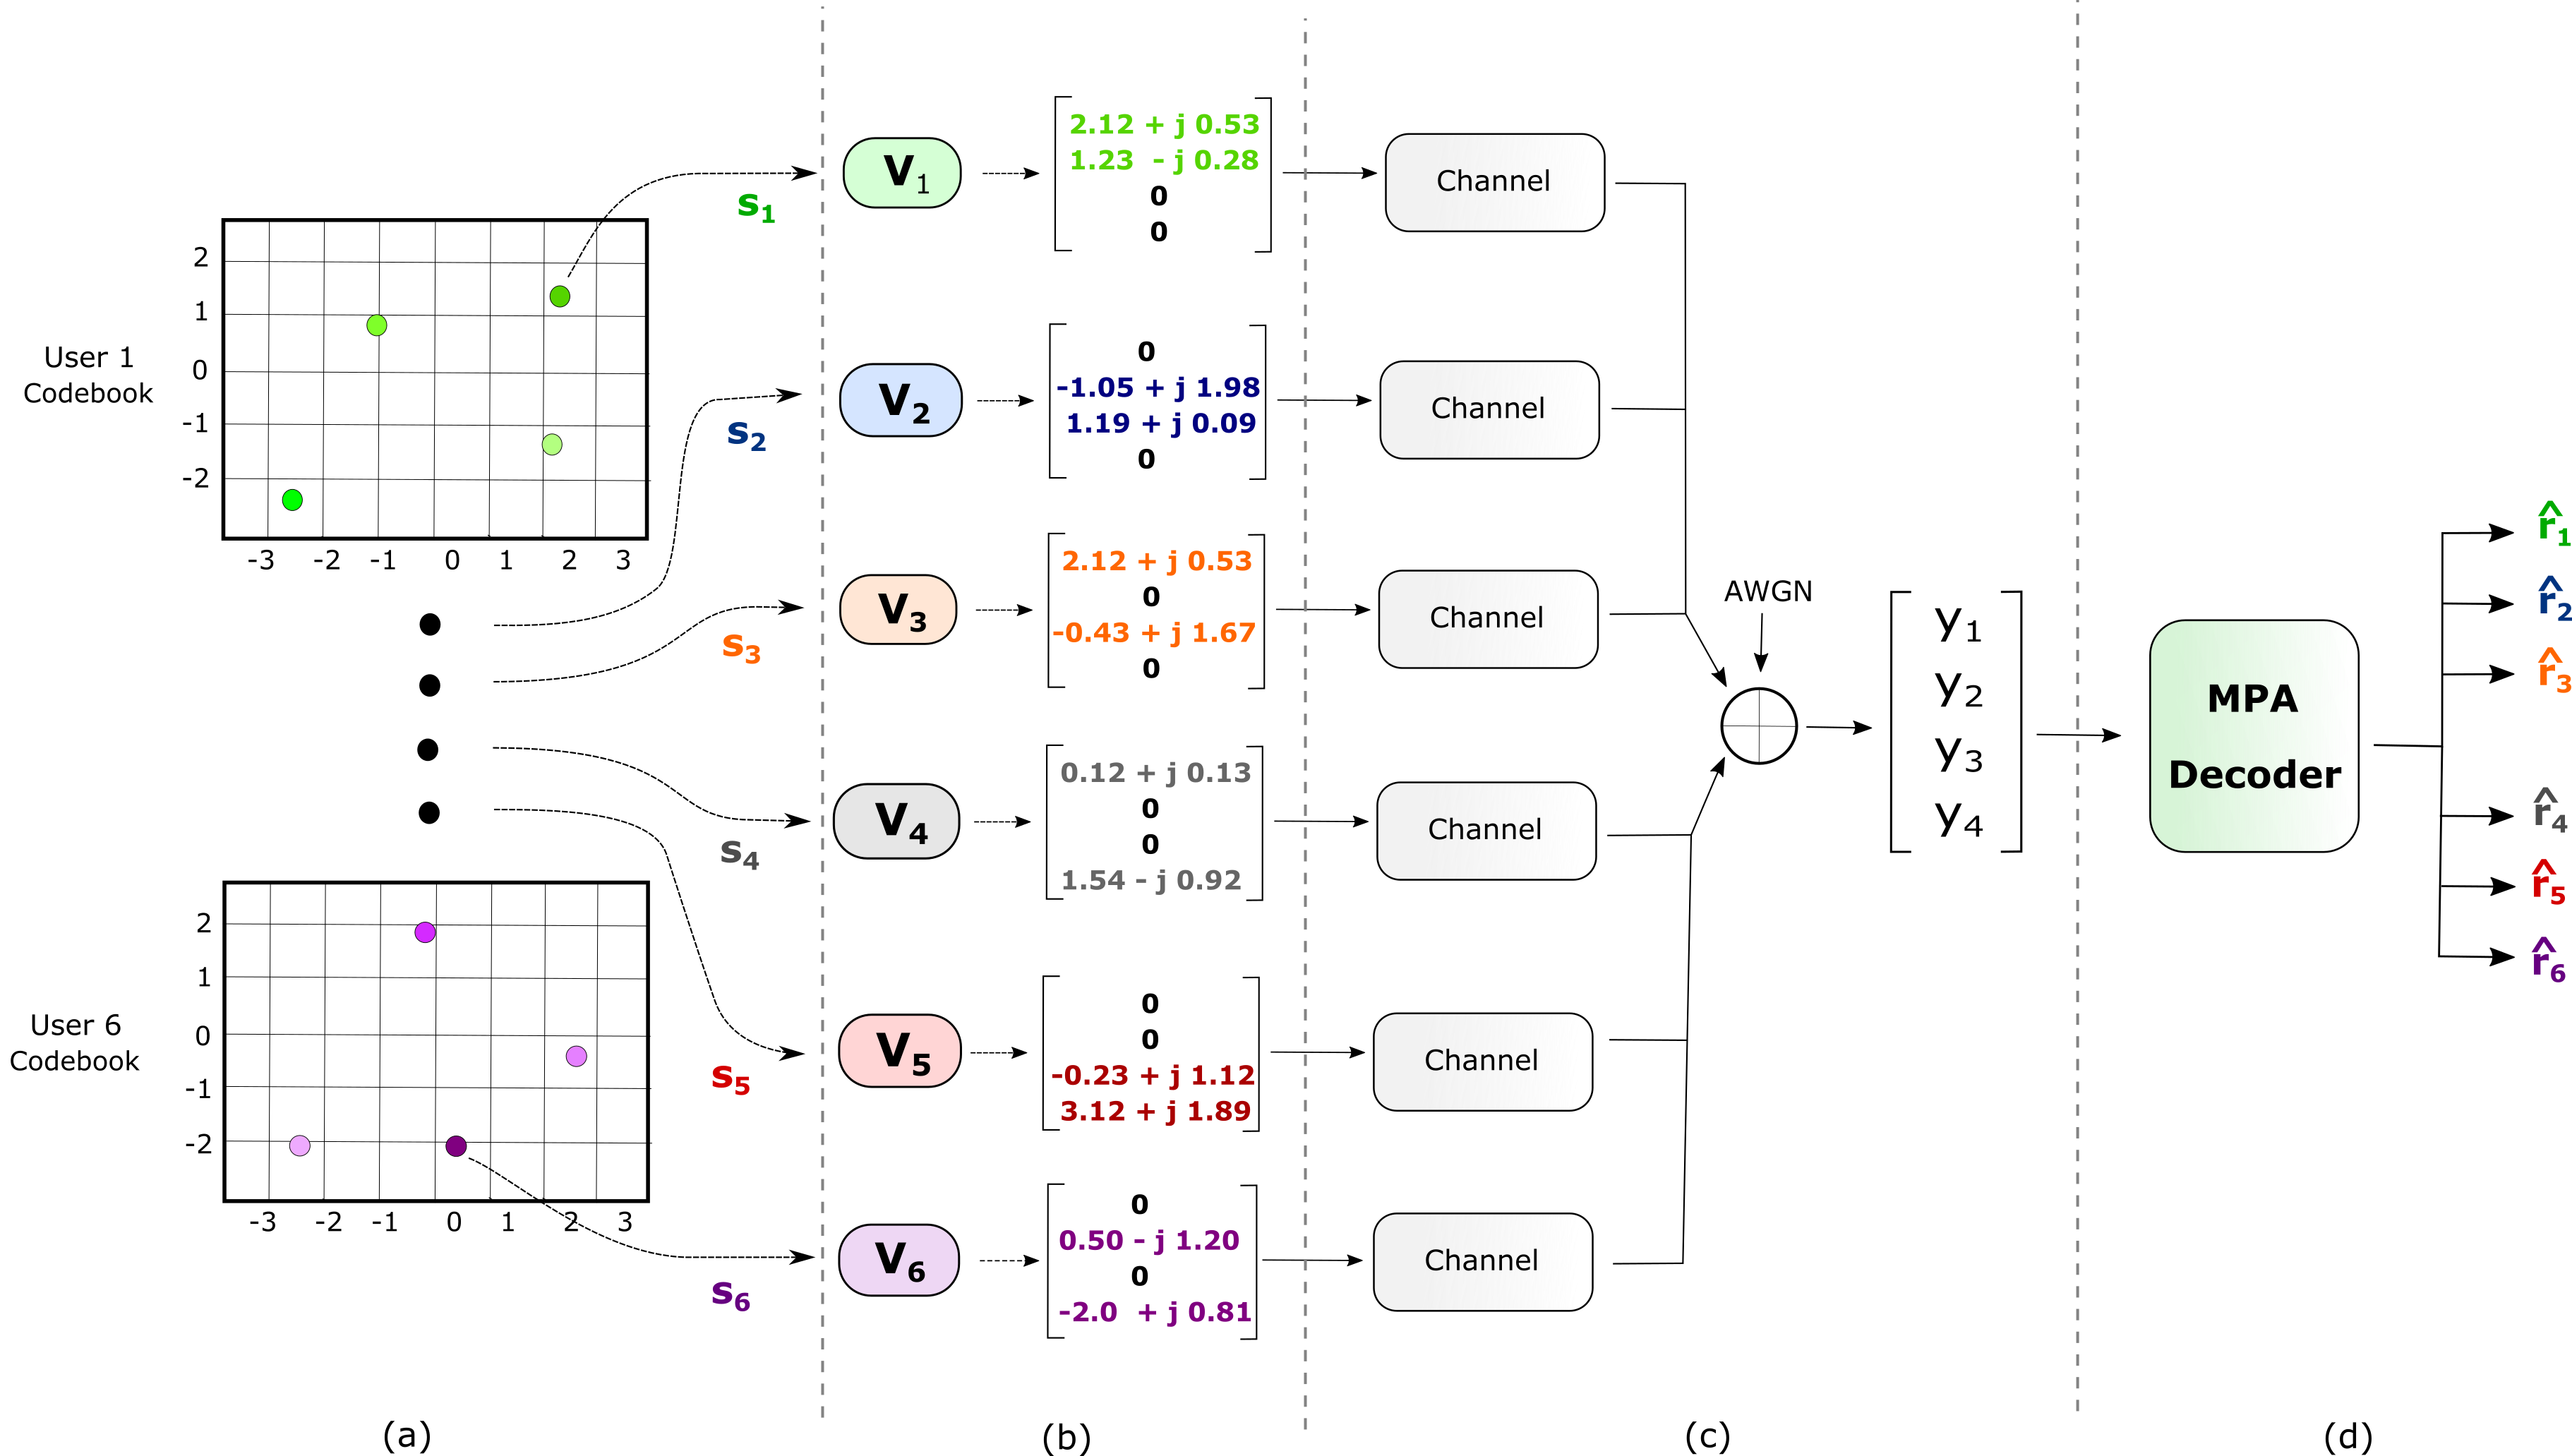 2
1
0
-1
-2
-3 -2 -1 0 1 2 3
User 1
Codebook
2
1
0
-1
-2
-3 -2 -1 0 1 2 3
User 6
Codebook
s1
s2
s3
s4
s5
s6
(a)
V1
2.12 + j 0.53
1.23 - j 0.28
0
0
V2
0
-1.05 + j 1.98
1.19 + j 0.09
0
V3
2.12 + j 0.53
0
-0.43 + j 1.67
0
V4
0.12 + j 0.13
0
0
1.54 - j 0.92
V5
0
0
-0.23 + j 1.12
3.12 + j 1.89
V6
0
0.50 - j 1.20
0
-2.0 + j 0.81
(b)
Channel
Channel
Channel
Channel
Channel
Channel
AWGN
y1
y2
y3
y4
(c)
MPA
Decoder
r̂1
r̂2
r̂3
r̂4
r̂5
r̂6
(d)